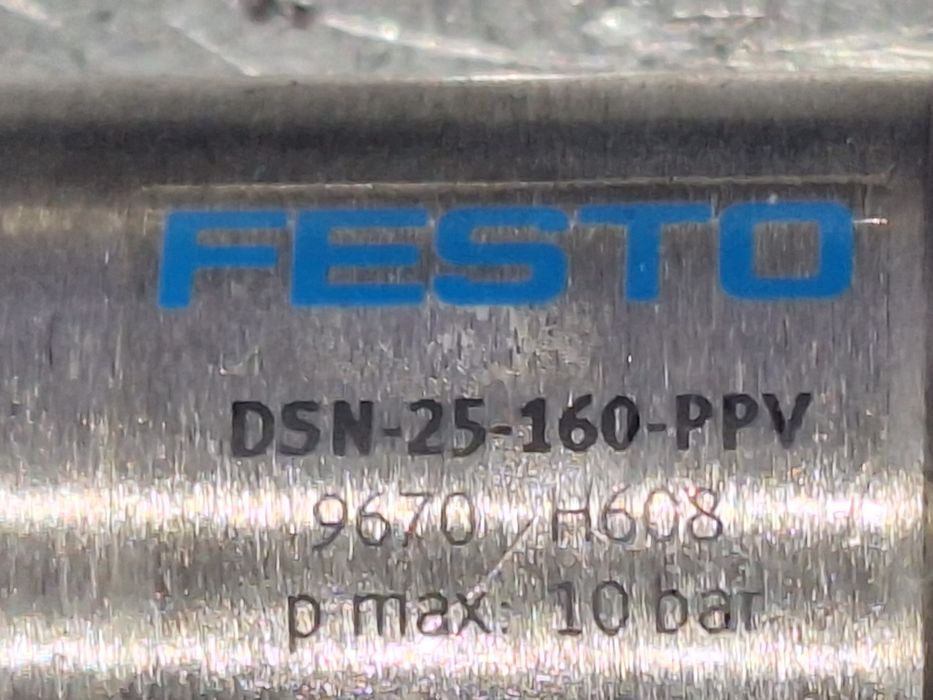 FESTO
DSN-25-160-PPV
9670 H608
p max: 10 bar